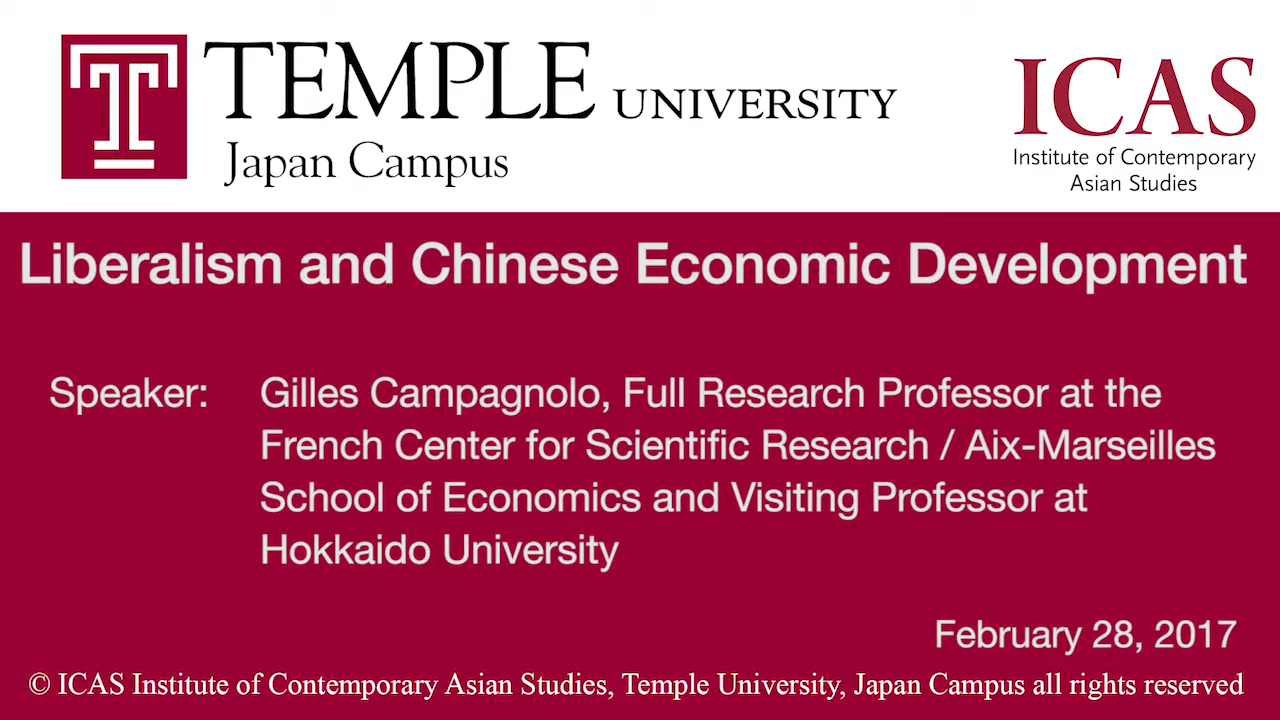 TEMPLE UNIVERSITY
Japan Campus
ICAS
Institute of Contemporary
Asian Studies
Liberalism and Chinese Economic Development
Speaker: Gilles Campagnolo, Full Research Professor at the
French Center for Scientific Research / Aix-Marseilles
School of Economics and Visiting Professor at
Hokkaido University
February 28, 2017
© ICAS Institute of Contemporary Asian Studies, Temple University, Japan Campus all rights reserved